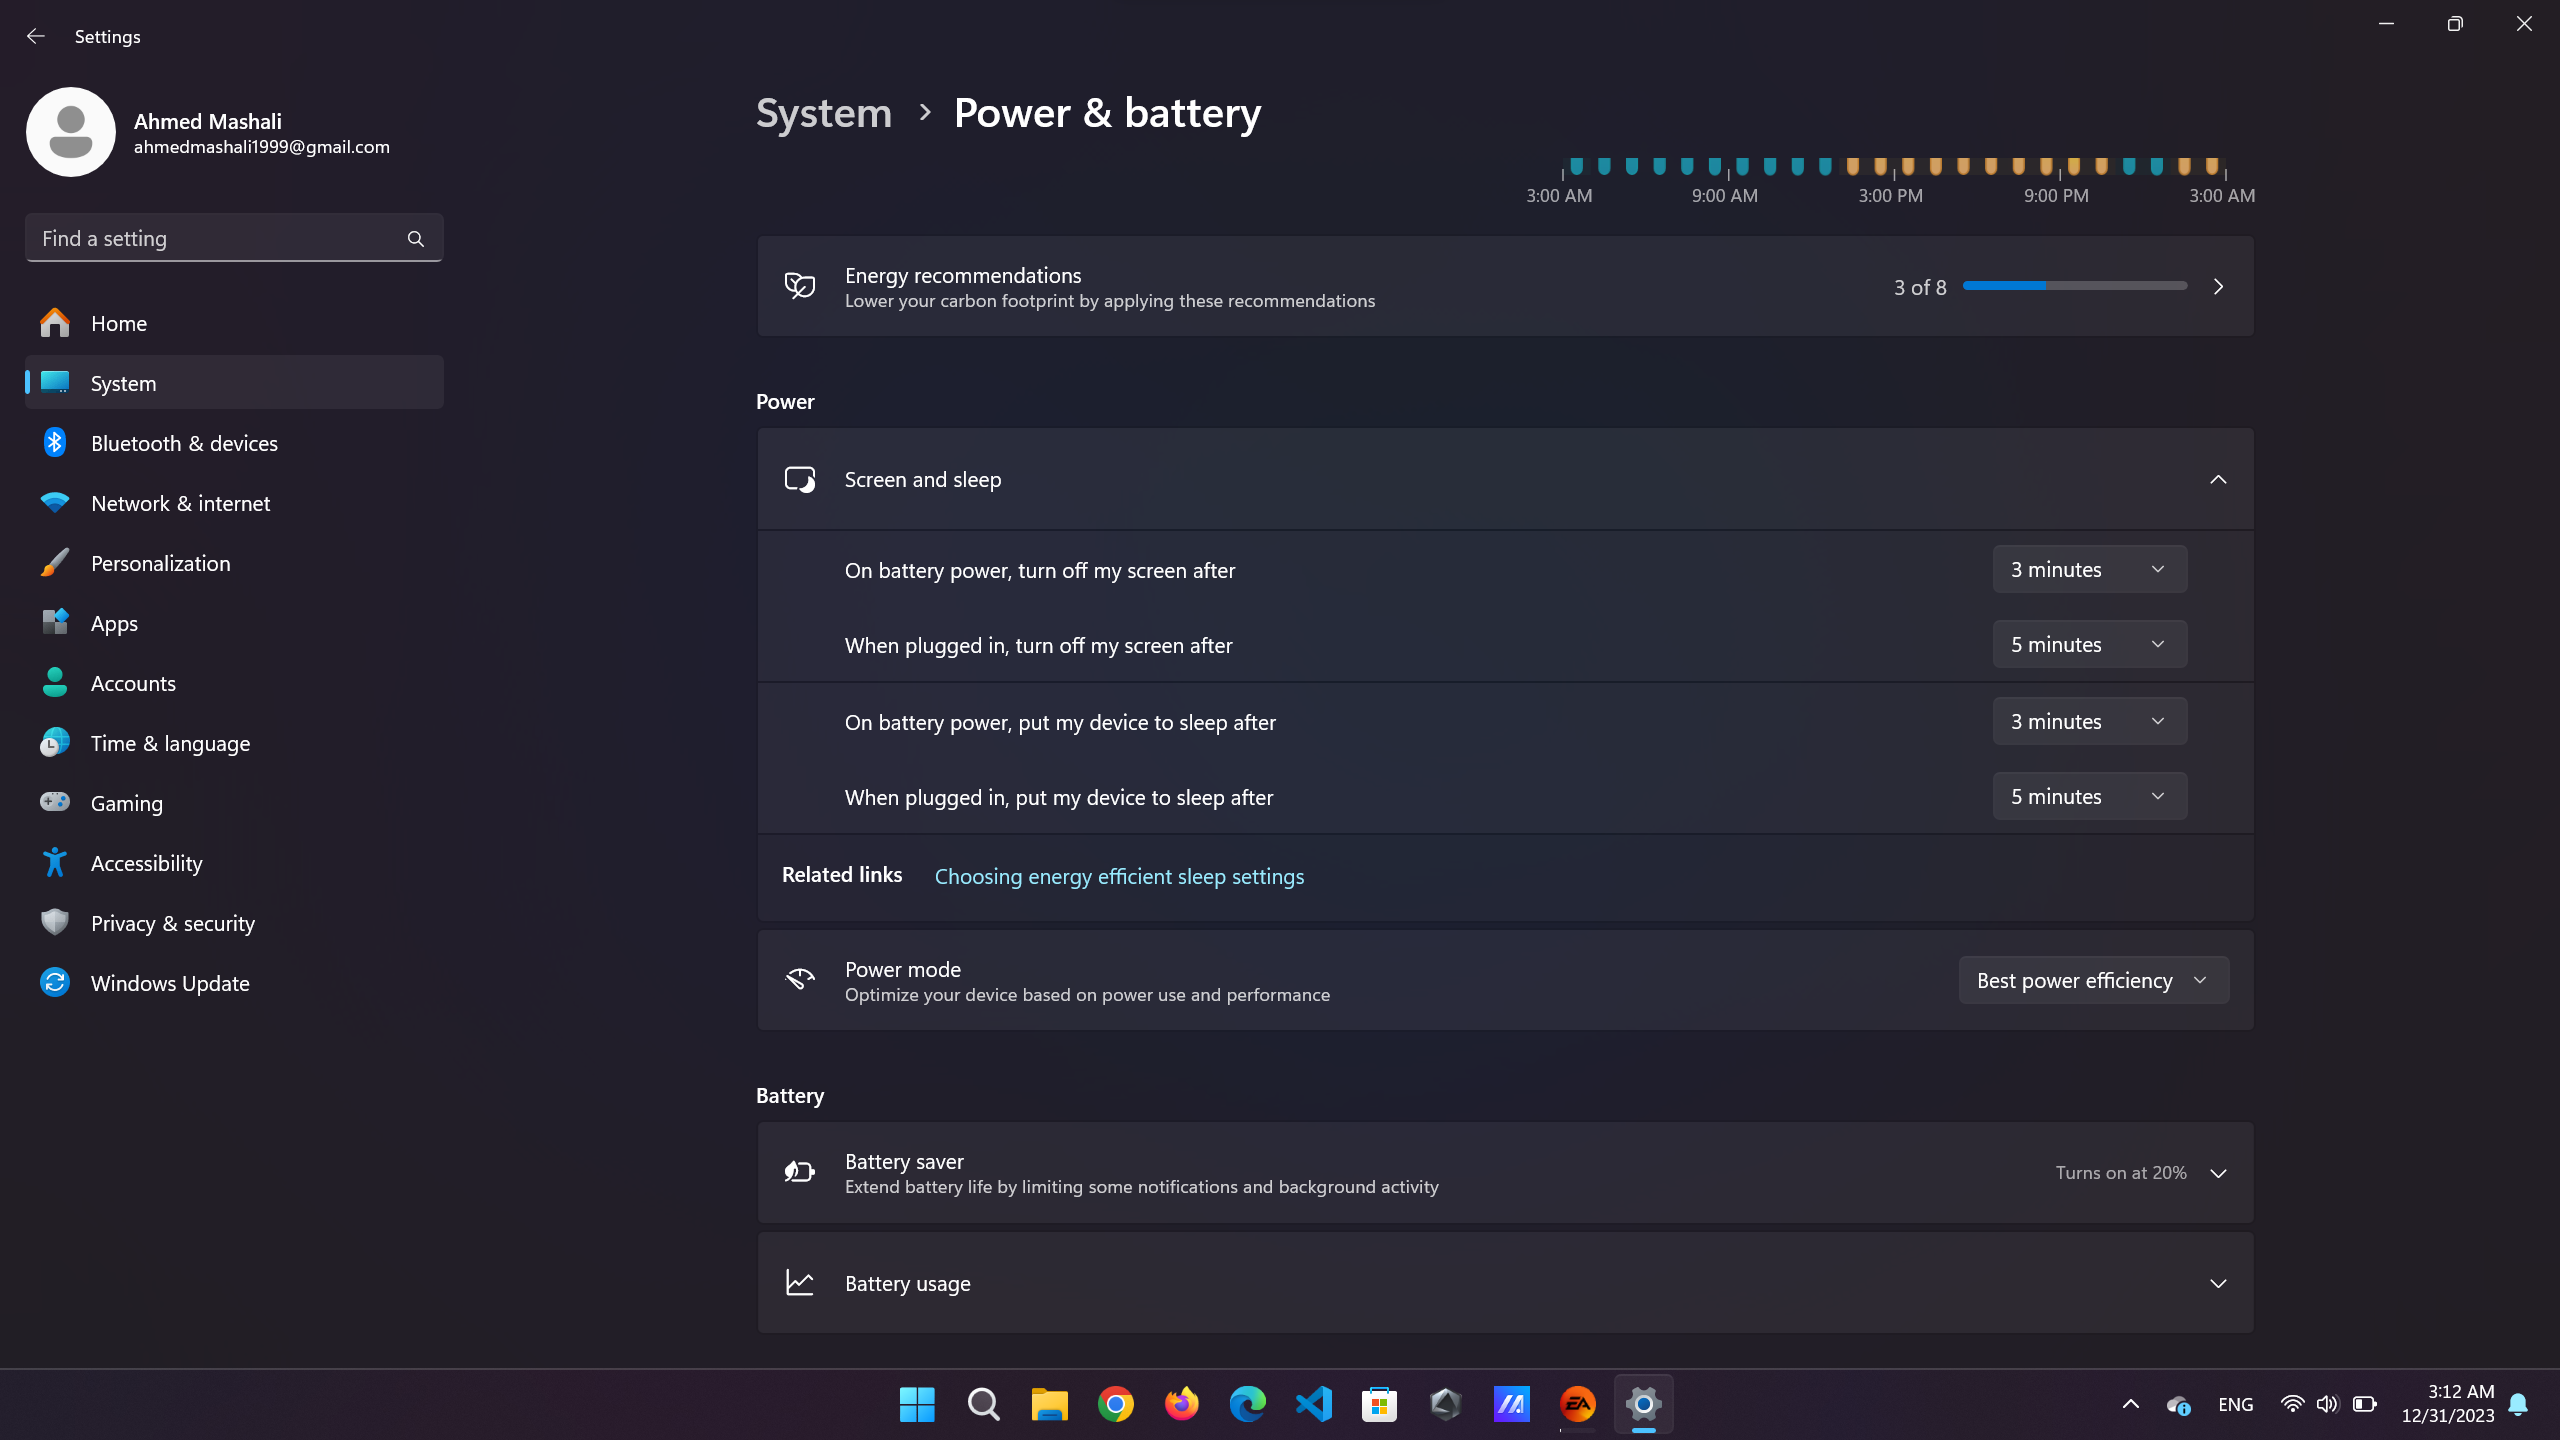 Settings
Ahmed Mashali
ahmedmashali1999@gmail.com
Find a setting
Home
System
Bluetooth & devices
Network & internet
Personalization
Apps
Accounts
Time & language
Gaming
Accessibility
Privacy & security
Windows Update
System > Power & battery
3:00 AM 9:00 AM 3:00 PM 9:00 PM 3:00 AM
Energy recommendations
Lower your carbon footprint by applying these recommendations
3 of 8
Power
Screen and sleep
On battery power, turn off my screen after 3 minutes
When plugged in, turn off my screen after 5 minutes
On battery power, put my device to sleep after 3 minutes
When plugged in, put my device to sleep after 5 minutes
Related links Choosing energy efficient sleep settings
Power mode
Optimize your device based on power use and performance
Best power efficiency
Battery
Battery saver
Extend battery life by limiting some notifications and background activity
Turns on at 20%
Battery usage
EA
ENG
3:12 AM
12/31/2023